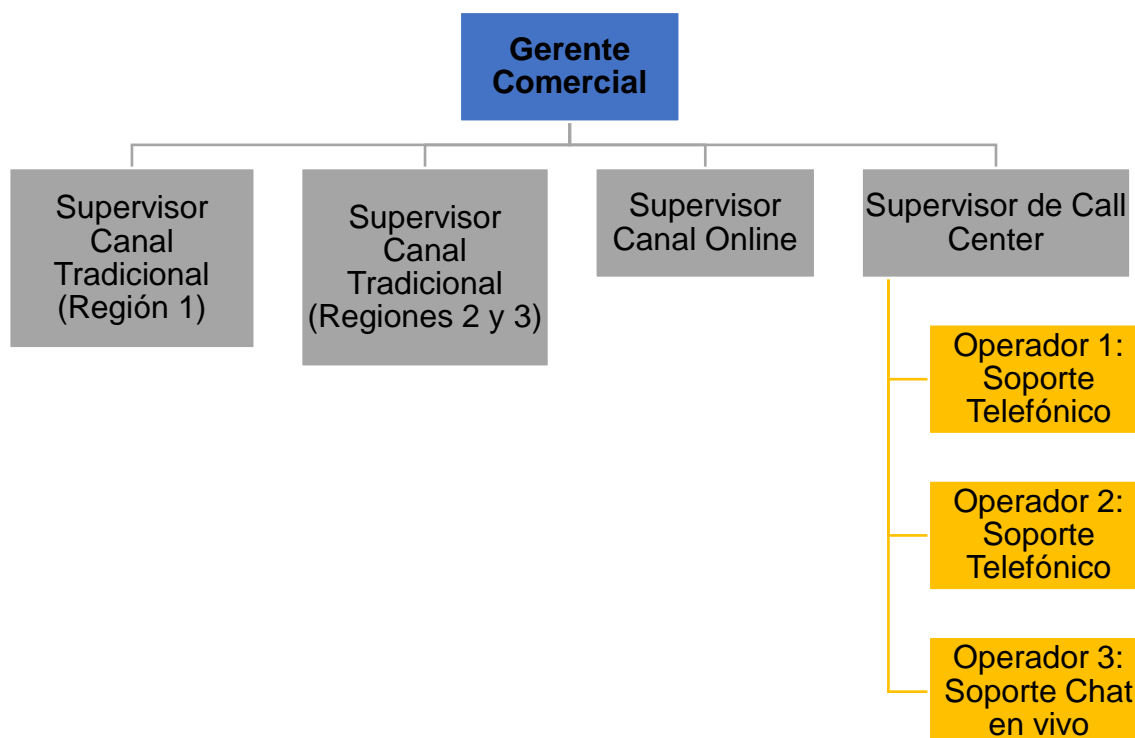 Gerente
Comercial
Supervisor
Canal
Tradicional
(Región 1)
Supervisor
Canal
Tradicional
(Regiones 2 y 3)
Supervisor
Canal Online
Supervisor de Call
Center
Operador 1:
Soporte
Telefónico
Operador 2:
Soporte
Telefónico
Operador 3:
Soporte Chat
en vivo